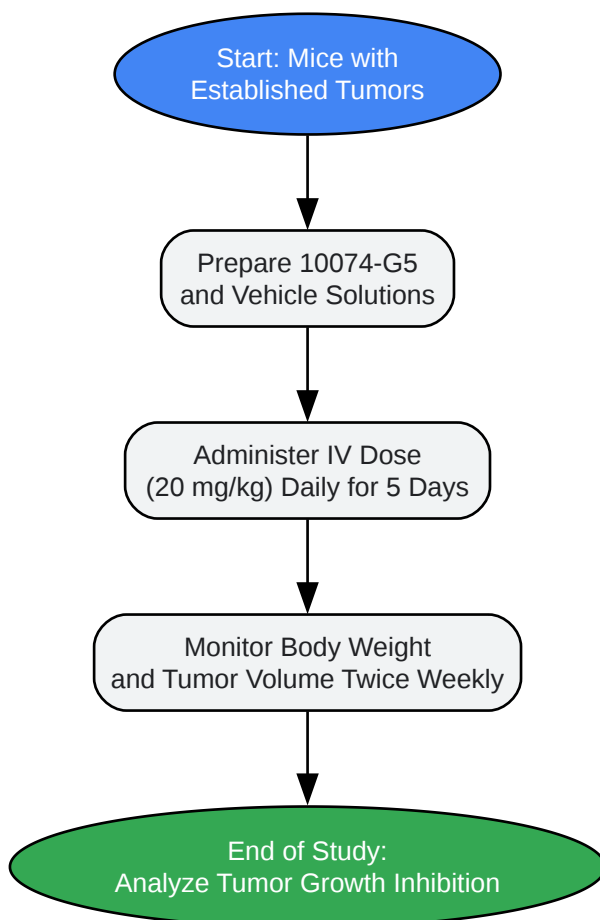 Start: Mice with
Established Tumors
Prepare 10074-G5
and Vehicle Solutions
Administer IV Dose
(20 mg/kg) Daily for 5 Days
Monitor Body Weight
and Tumor Volume Twice Weekly
End of Study:
Analyze Tumor Growth Inhibition